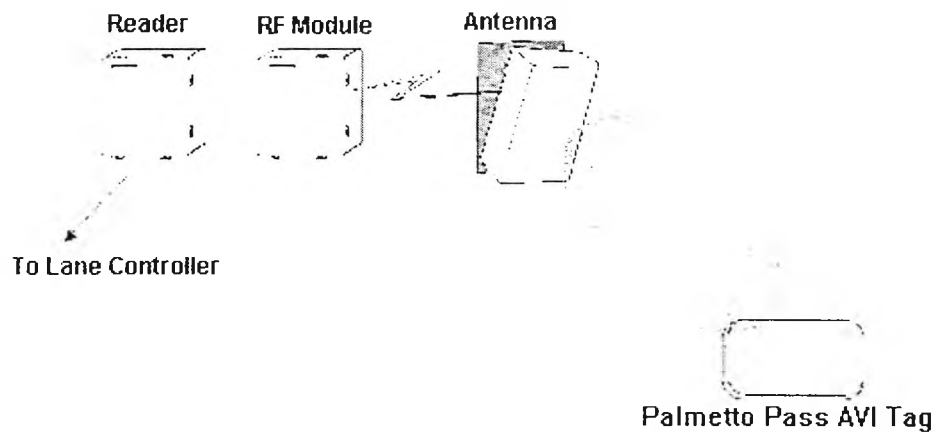 Reader
RF Module
Antenna
To Lane Controller
Palmetto Pass AVI Tag